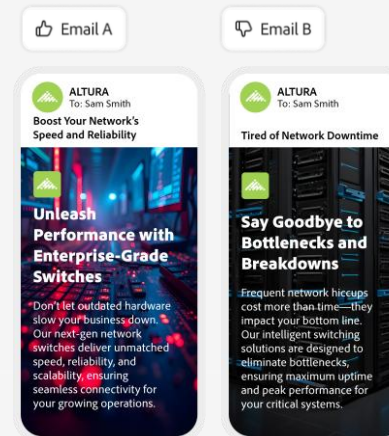 Email A
Email B
ALTURA
To: Sam Smith
Boost Your Network's
Speed and Reliability
Unleash
Performance with
Enterprise-Grade
Switches
Don't let outdated hardware
slow your business down.
Our next-gen network
switches deliver unmatched
speed, reliability, and
scalability, ensuring
seamless connectivity for
your growing operations.
ALTURA
To: Sam Smith
Tired of Network Downtime
Say Goodbye to
Bottlenecks and
Breakdowns
Frequent network hiccups
cost more than time—they
impact your bottom line.
Our intelligent switching
solutions are designed to
eliminate bottlenecks,
ensuring maximum uptime
and peak performance for
your critical systems.